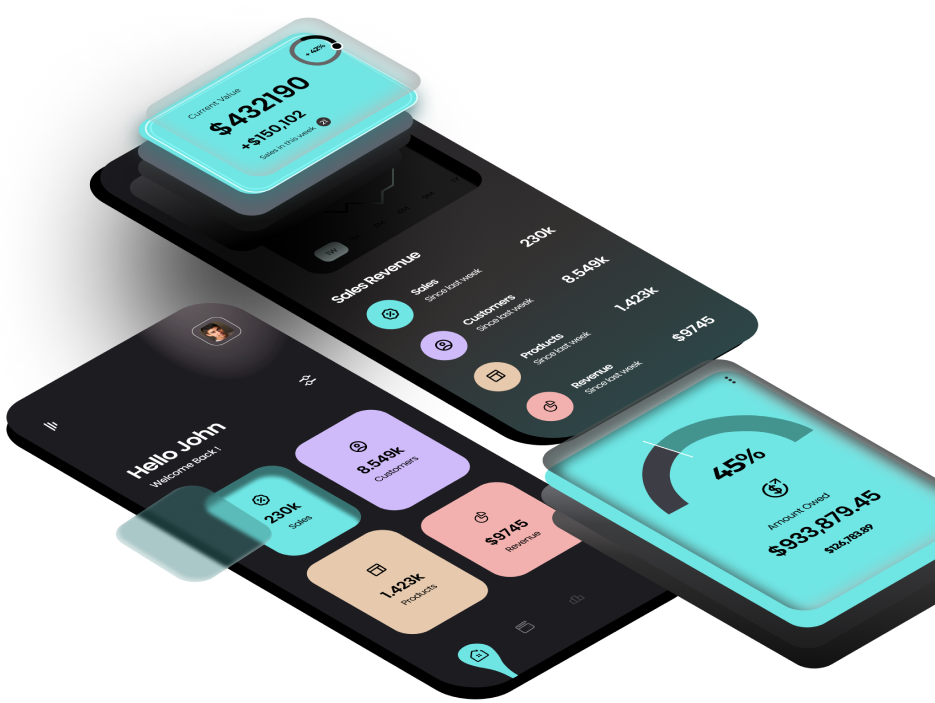 + 42%
Current Value
$432190
+$150,102
Sales in this week 21
1W
Sales Revenue
Sales
Since last week
230k
Customers
Since last week
8.549k
Products
Since last week
1.423k
Revenue
Since last week
$9745
Hello John
Welcome Back !
230k
Sales
8.549k
Customers
1.423k
Products
$9745
Revenue
45%
Amount Owed
$933,879.45
$126,783.89